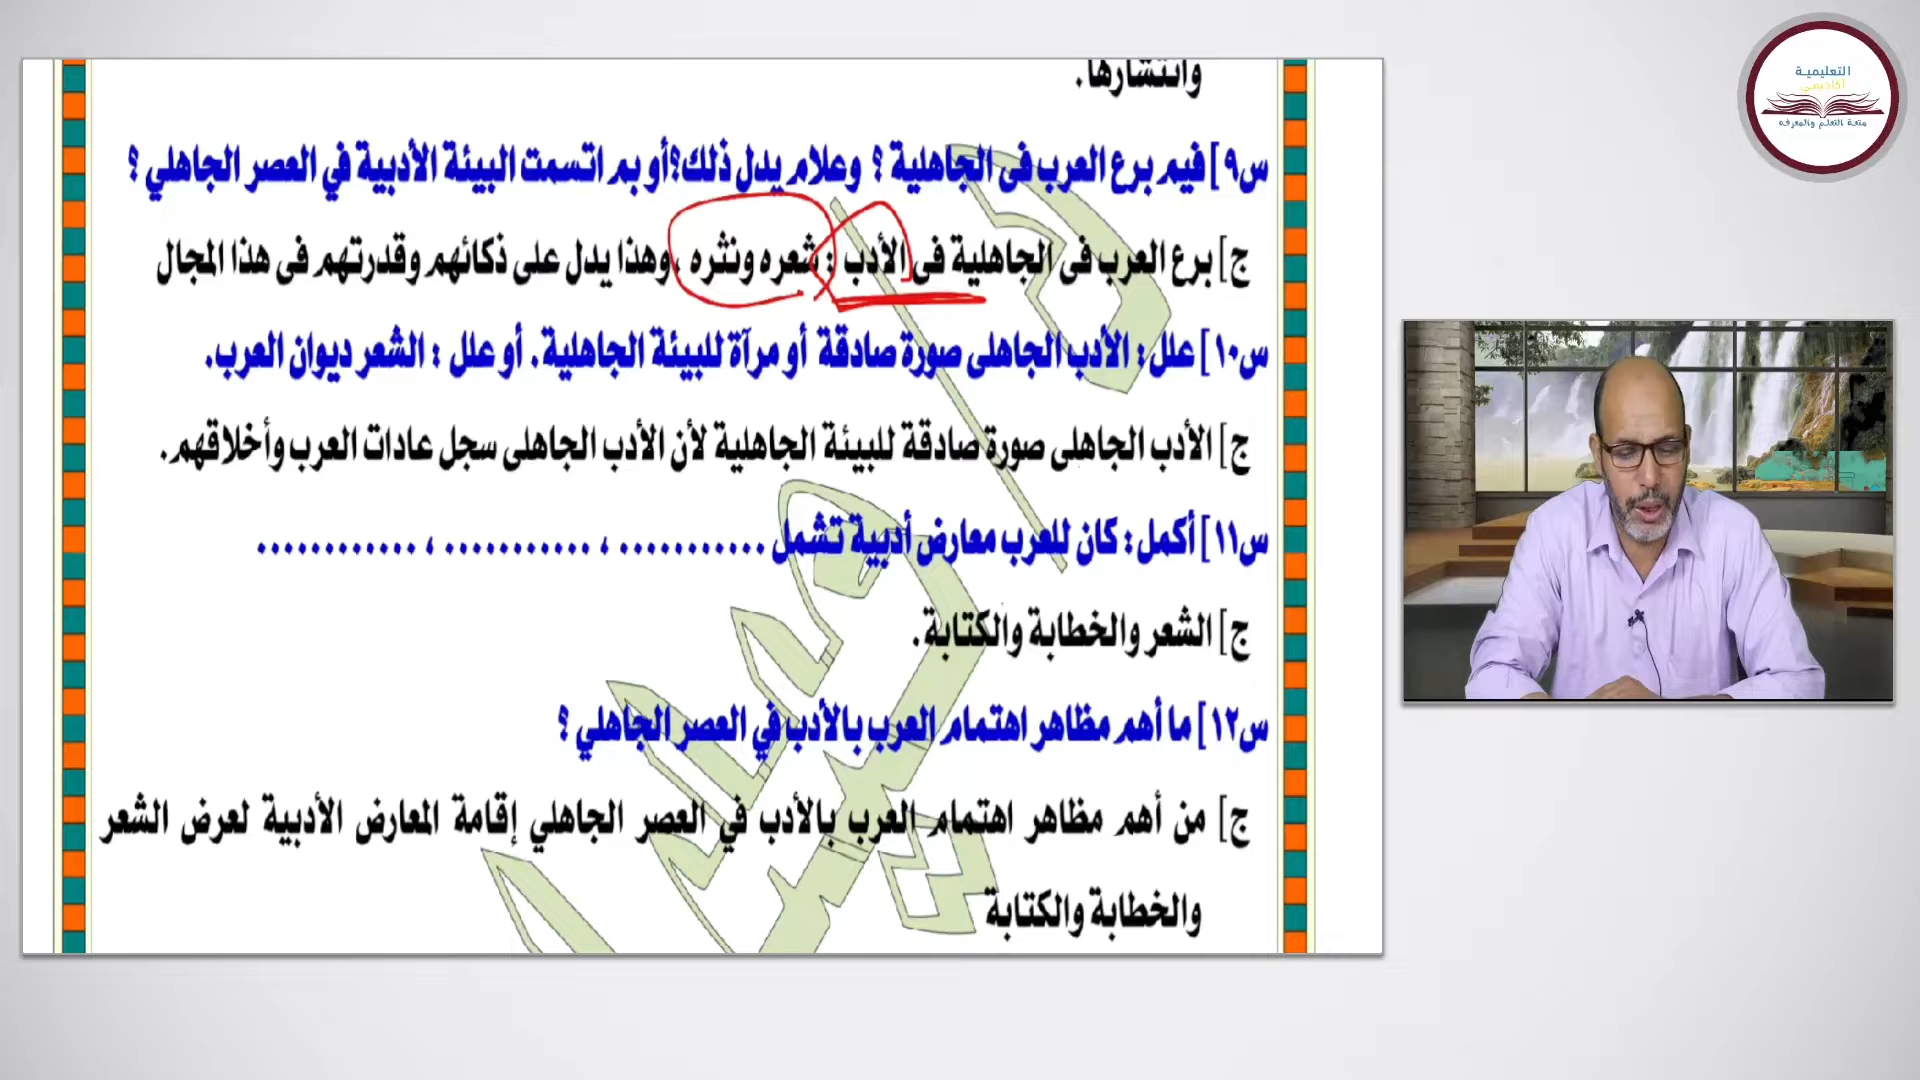 وانتشارها.
س٩] فيم برع العرب فى الجاهلية ؟ وعلام يدل ذلك؟أو بم اتسمت البيئة الأدبية في العصر الجاهلي ؟
ج] برع العرب فى الجاهلية فى الأدب : شعره ونثره ،وهذا يدل على ذكائهم وقدرتهم فى هذا المجال
س١٠] علل : الأدب الجاهلى صورة صادقة أو مرآة للبيئة الجاهلية. أو علل : الشعر ديوان العرب.
ج] الأدب الجاهلى صورة صادقة للبيئة الجاهلية لأن الأدب الجاهلى سجل عادات العرب وأخلاقهم.
س١١] أكمل : كان للعرب معارض أدبية تشمل ........... ، ........... ، ............
ج] الشعر والخطابة والكتابة.
س١٢] ما أهم مظاهر اهتمام العرب بالأدب في العصر الجاهلي ؟
ج] من أهم مظاهر اهتمام العرب بالأدب في العصر الجاهلي إقامة المعارض الأدبية لعرض الشعر
والخطابة والكتابة
التعليمية
أكاديمي
متعة التعلم والمعرفه